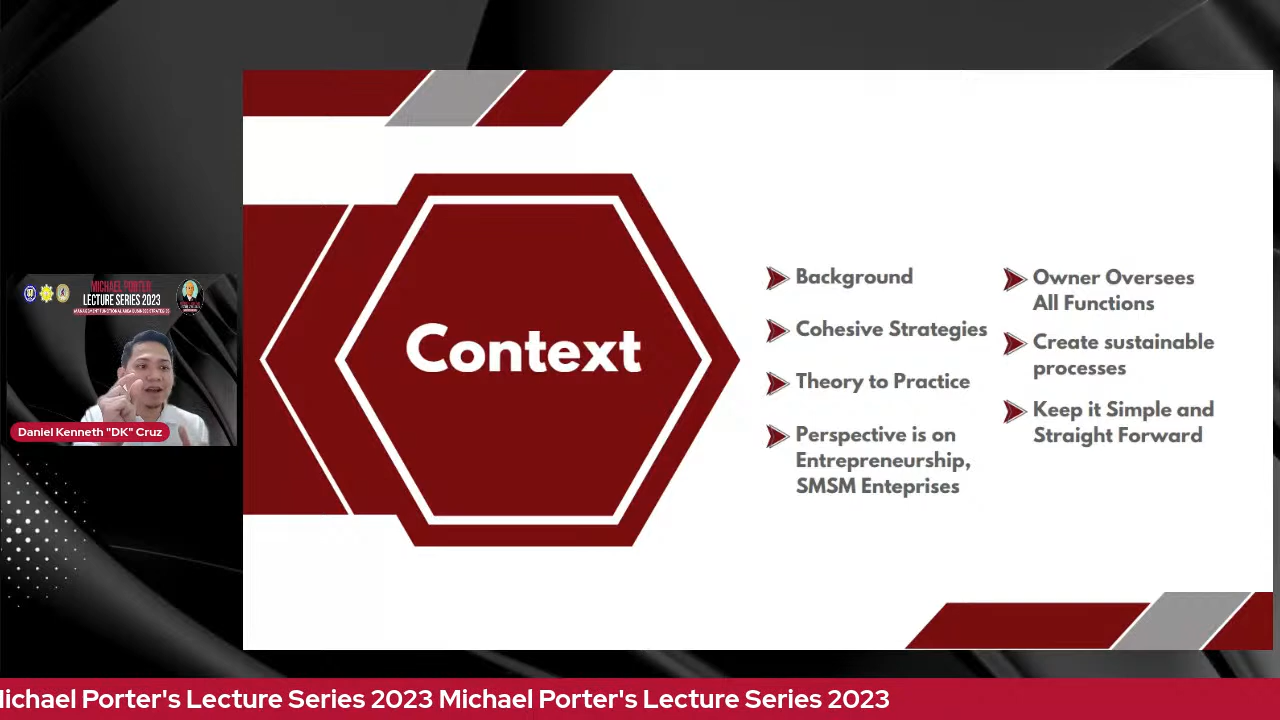 MICHAEL PORTER
LECTURE SERIES 2023
Daniel Kenneth "DK" Cruz
Context
Background
Cohesive Strategies
Theory to Practice
Perspective is on
Entrepreneurship,
SMSM Enteprises
Owner Oversees
All Functions
Create sustainable
processes
Keep it Simple and
Straight Forward
ichael Porter's Lecture Series 2023 Michael Porter's Lecture Series 2023